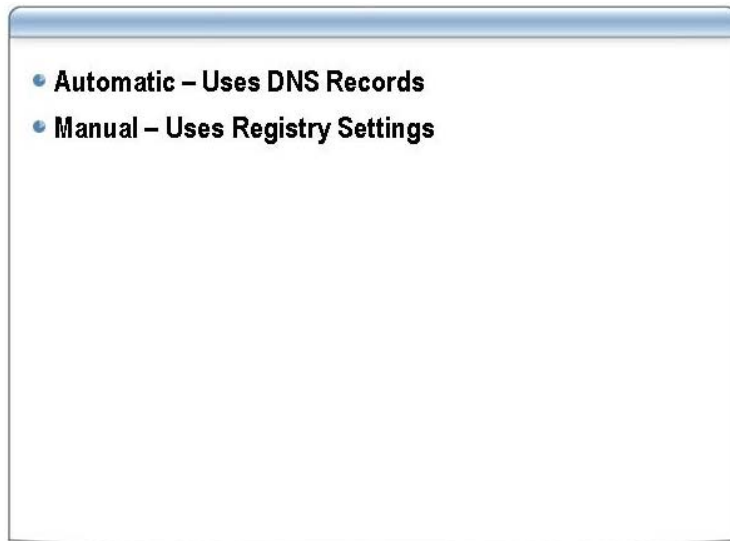 Automatic – Uses DNS Records
Manual – Uses Registry Settings